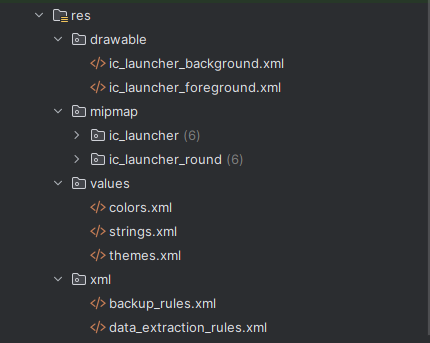 res
drawable
ic_launcher_background.xml
ic_launcher_foreground.xml
mipmap
ic_launcher (6)
ic_launcher_round (6)
values
colors.xml
strings.xml
themes.xml
xml
backup_rules.xml
data_extraction_rules.xml